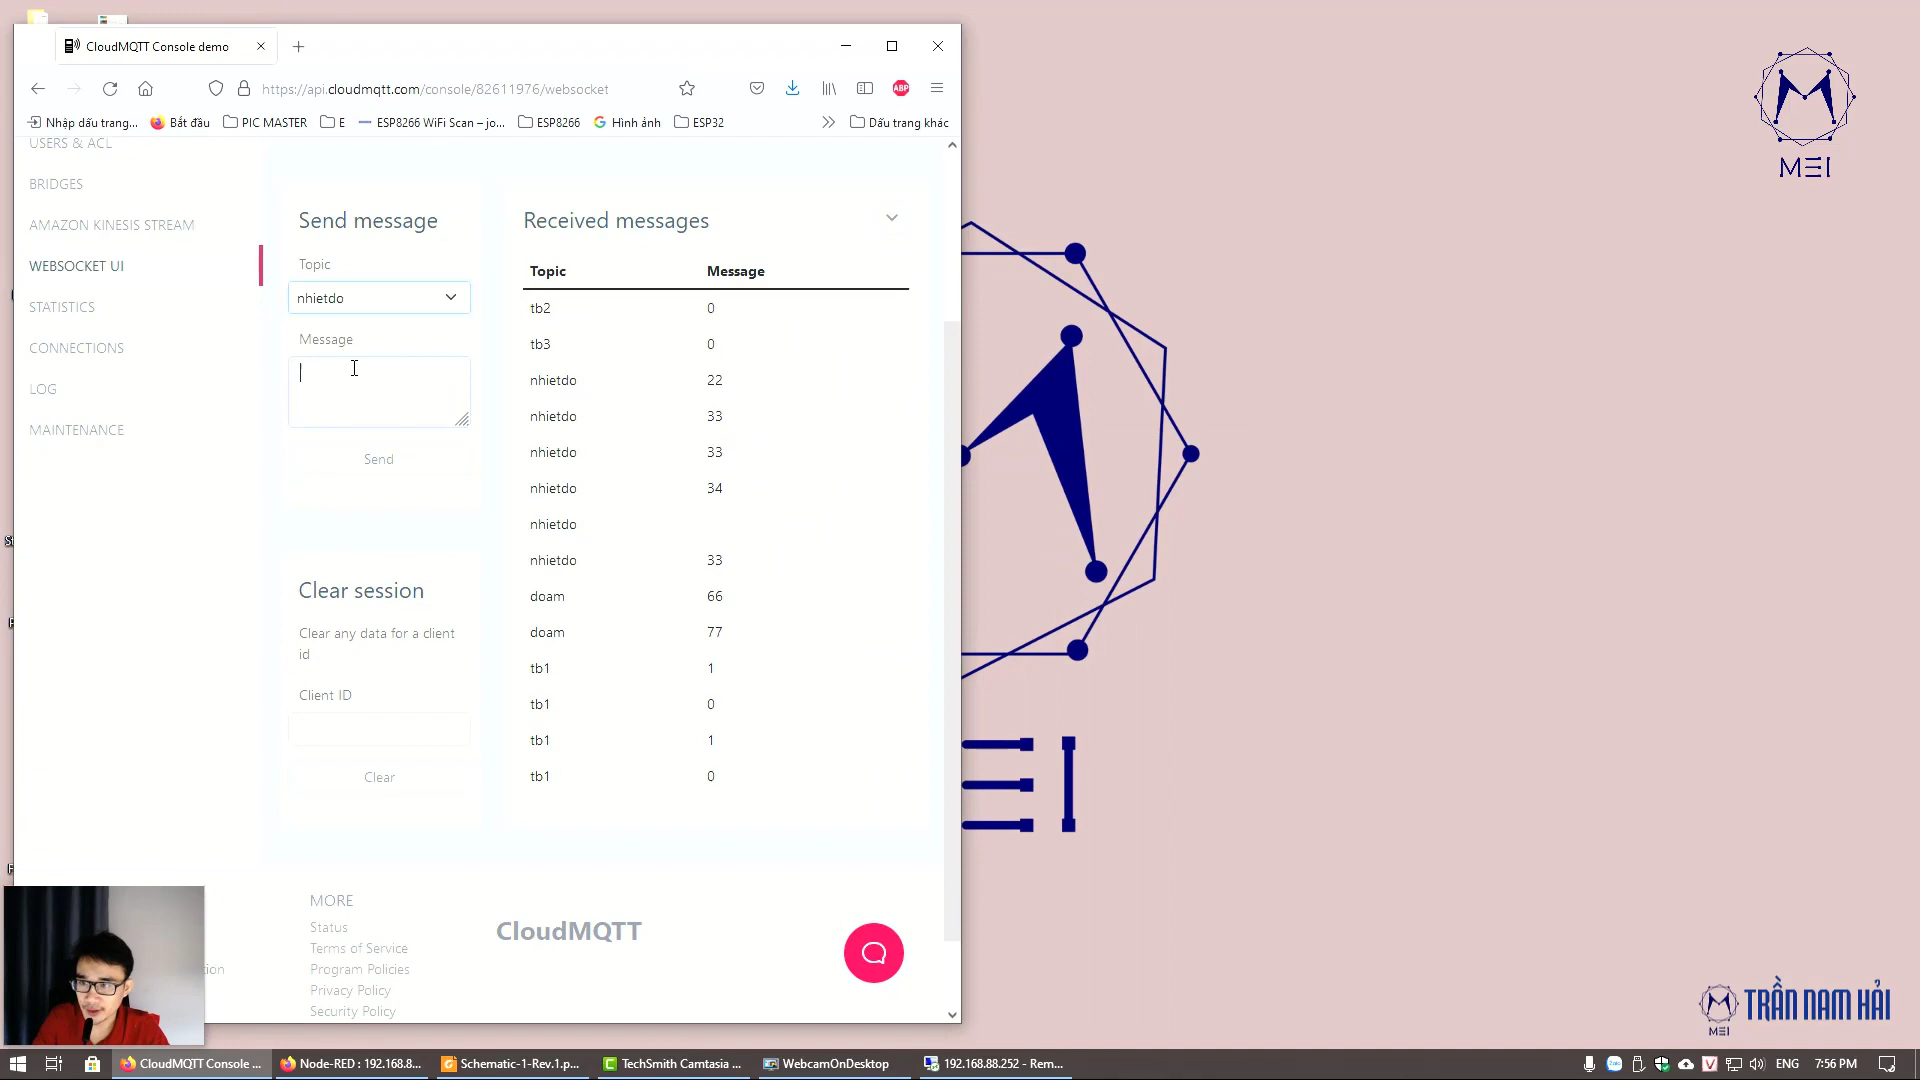 CloudMQTT Console demo
https://api.cloudmqtt.com/console/82611976/websocket
ABP
Nhập dấu trang...
Bắt đầu
PIC MASTER
E
ESP8266 WiFi Scan – jo...
ESP8266
Hình ảnh
ESP32
Dấu trang khác
USERS & ACL
BRIDGES
AMAZON KINESIS STREAM
WEBSOCKET UI
STATISTICS
CONNECTIONS
LOG
MAINTENANCE
Send message
Topic
nhietdo
Message
Send
Clear session
Clear any data for a client
id
Client ID
Clear
Received messages
Topic Message
tb2 0
tb3 0
nhietdo 22
nhietdo 33
nhietdo 33
nhietdo 34
nhietdo
nhietdo 33
doam 66
doam 77
tb1 1
tb1 0
tb1 1
tb1 0
MORE
Status
Terms of Service
Program Policies
Privacy Policy
Security Policy
CloudMQTT
MEI
MEI
TRẦN NAM HẢI
CloudMQTT Console ...
Node-RED : 192.168.8...
Schematic-1-Rev.1.p...
TechSmith Camtasia ...
WebcamOnDesktop
192.168.88.252 - Rem...
ENG
7:56 PM